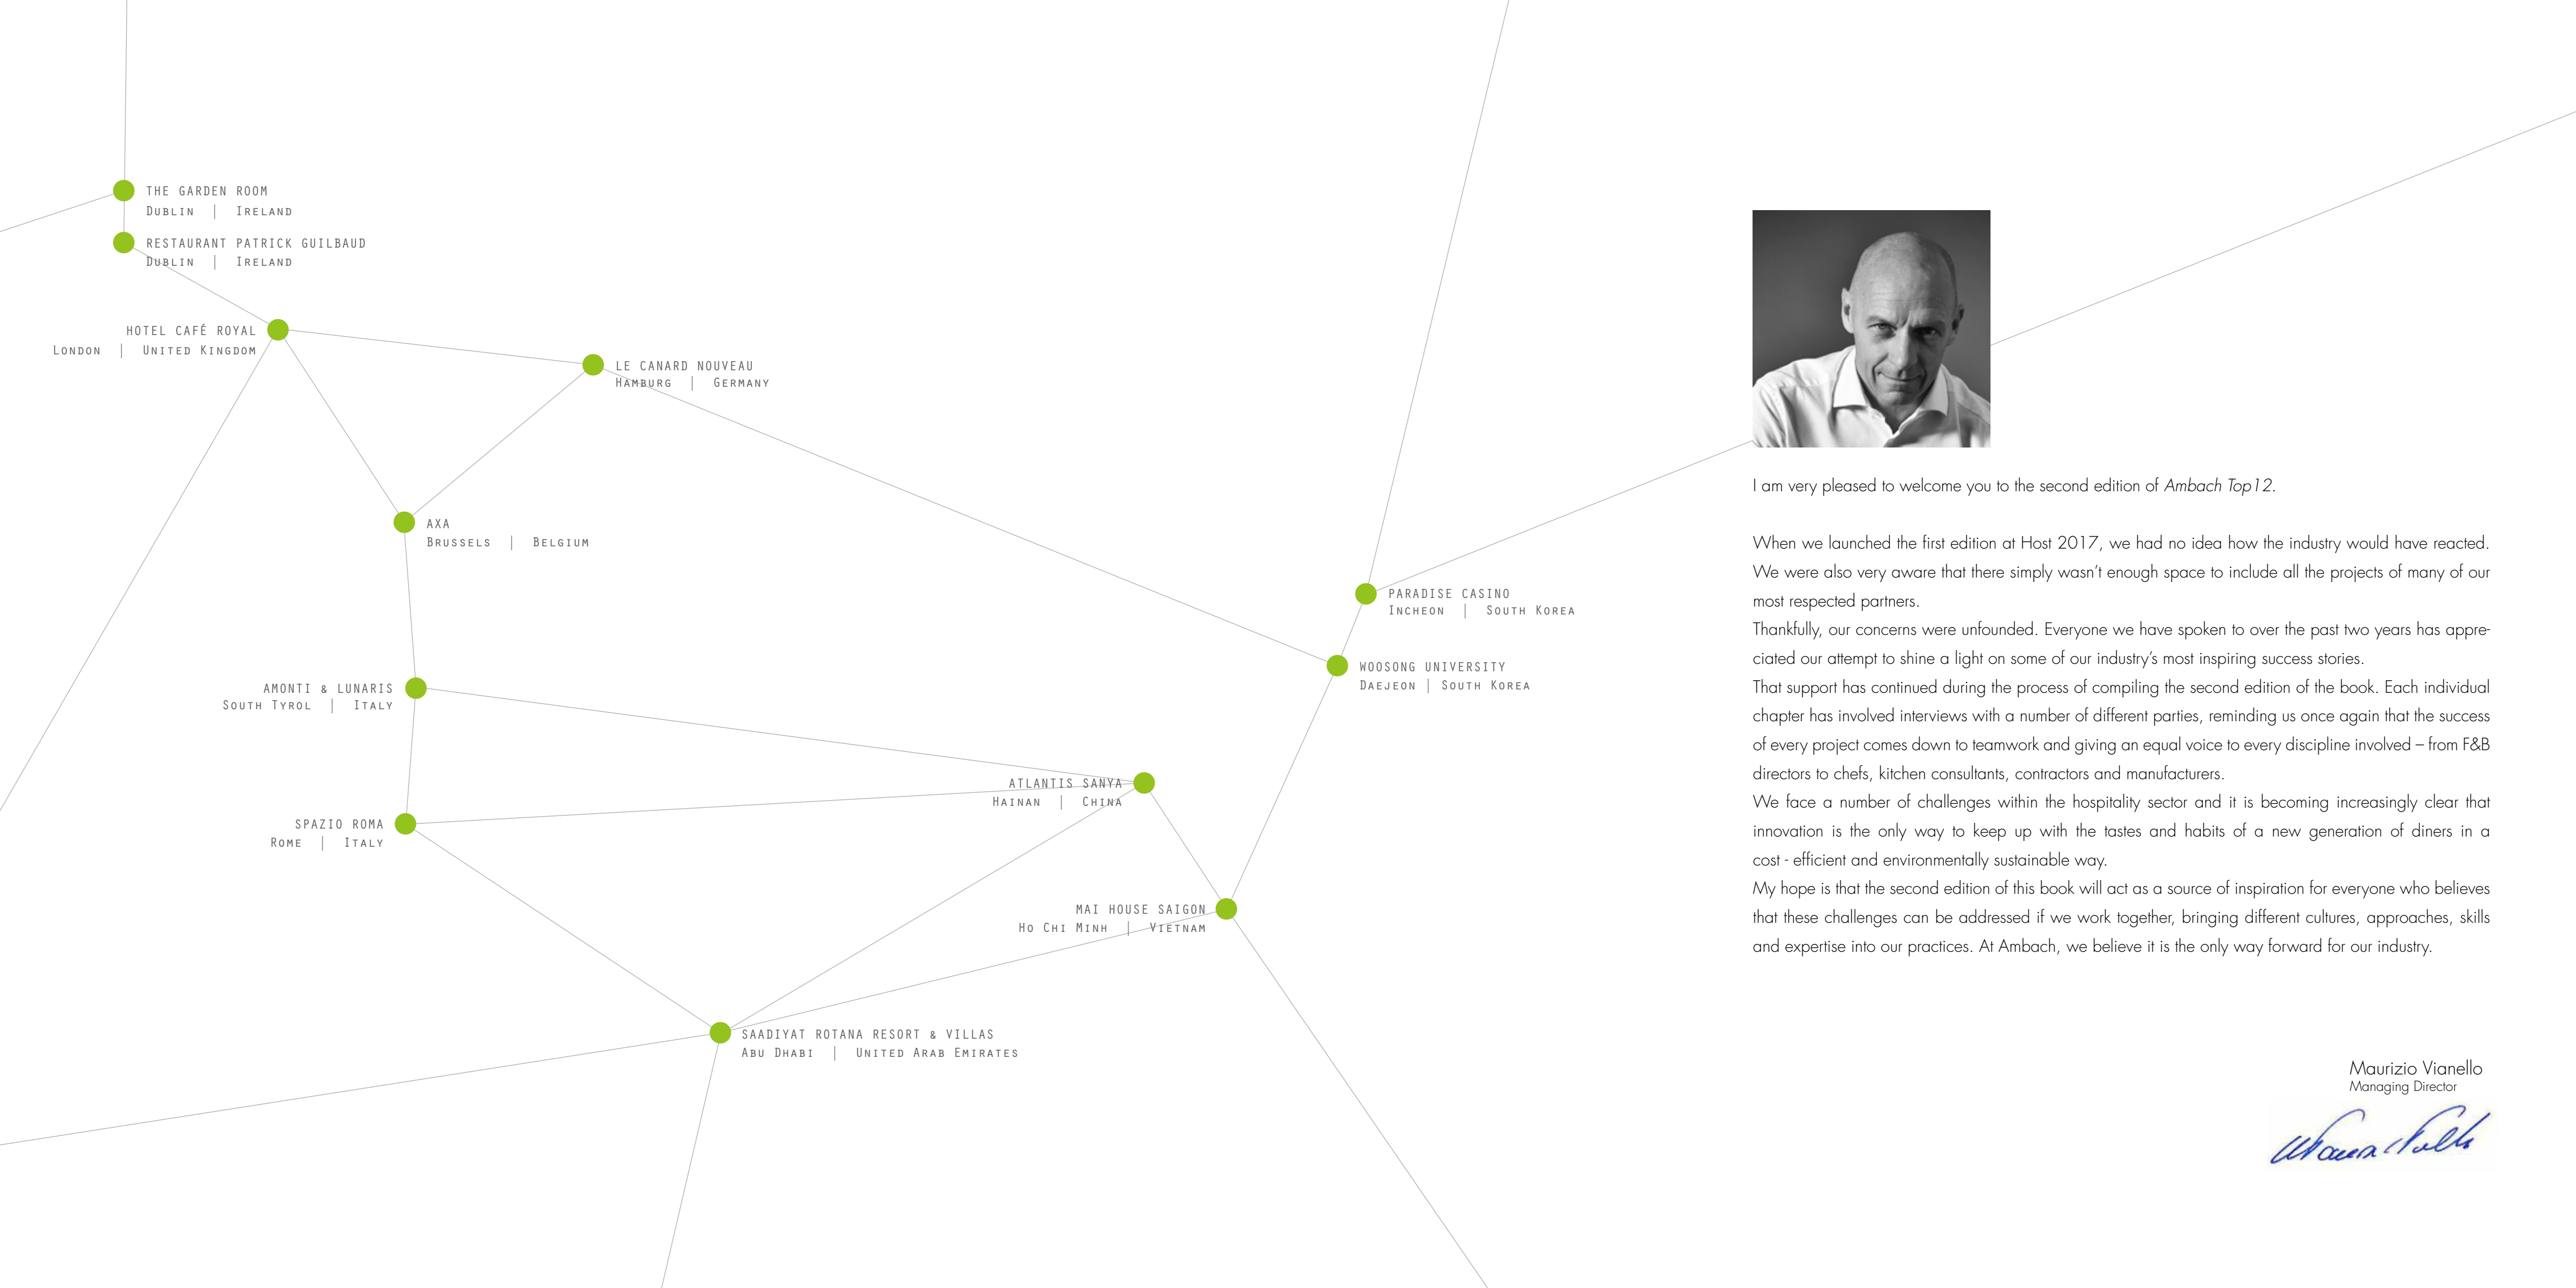 THE GARDEN ROOM
DUBLIN | IRELAND
RESTAURANT PATRICK GUILBAUD
DUBLIN | IRELAND
HOTEL CAFÉ ROYAL
LONDON | UNITED KINGDOM
LE CANARD NOUVEAU
HAMBURG | GERMANY
AXA
BRUSSELS | BELGIUM
PARADISE CASINO
INCHEON | SOUTH KOREA
WOOSONG UNIVERSITY
DAEJEON | SOUTH KOREA
AMONTI & LUNARIS
SOUTH TYROL | ITALY
ATLANTIS SANYA
HAINAN | CHINA
SPAZIO ROMA
ROME | ITALY
MAI HOUSE SAIGON
HO CHI MINH | VIETNAM
SAADIYAT ROTANA RESORT & VILLAS
ABU DHABI | UNITED ARAB EMIRATES
I am very pleased to welcome you to the second edition of Ambach Top12.
When we launched the first edition at Host 2017, we had no idea how the industry would have reacted.
We were also very aware that there simply wasn't enough space to include all the projects of many of our
most respected partners.
Thankfully, our concerns were unfounded. Everyone we have spoken to over the past two years has appre-
ciated our attempt to shine a light on some of our industry's most inspiring success stories.
That support has continued during the process of compiling the second edition of the book. Each individual
chapter has involved interviews with a number of different parties, reminding us once again that the success
of every project comes down to teamwork and giving an equal voice to every discipline involved – from F&B
directors to chefs, kitchen consultants, contractors and manufacturers.
We face a number of challenges within the hospitality sector and it is becoming increasingly clear that
innovation is the only way to keep up with the tastes and habits of a new generation of diners in a
cost - efficient and environmentally sustainable way.
My hope is that the second edition of this book will act as a source of inspiration for everyone who believes
that these challenges can be addressed if we work together, bringing different cultures, approaches, skills
and expertise into our practices. At Ambach, we believe it is the only way forward for our industry.
Maurizio Vianello
Managing Director